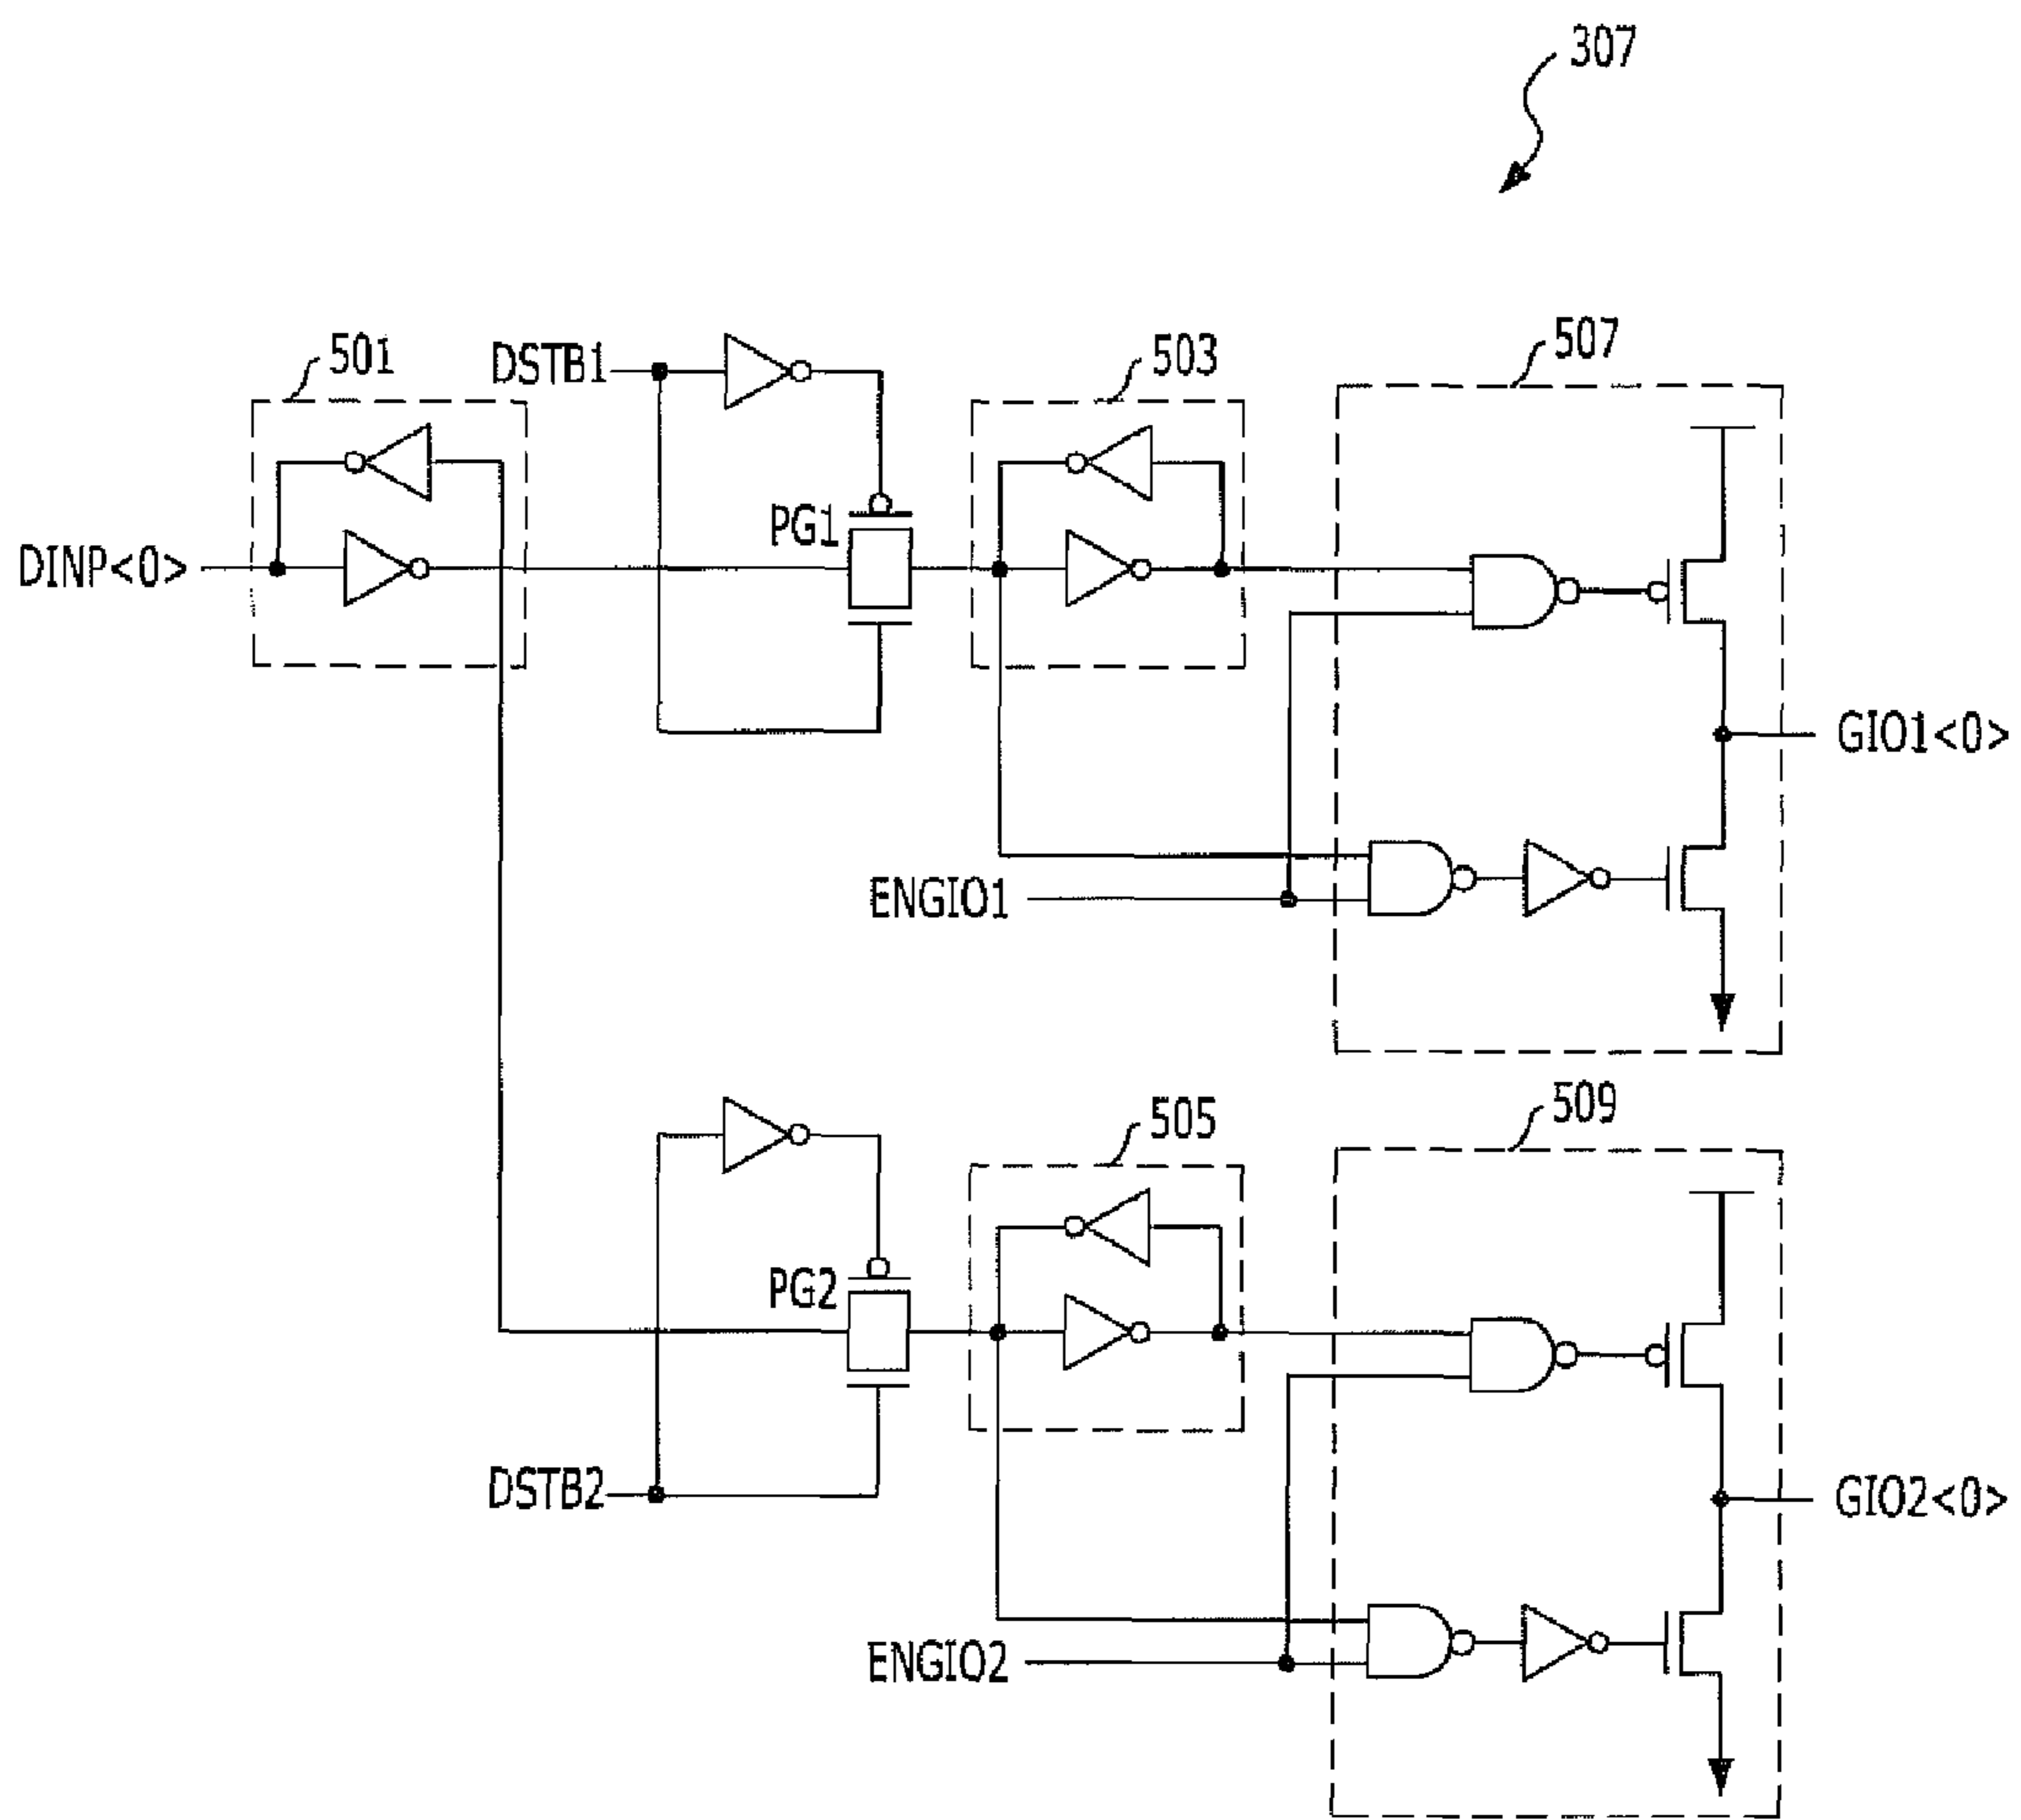 307
501
DSTB1
503
507
PG1
DINP<0>
GIO1<0>
ENGIO1
505
509
PG2
DSTB2
GIO2<0>
ENGIO2